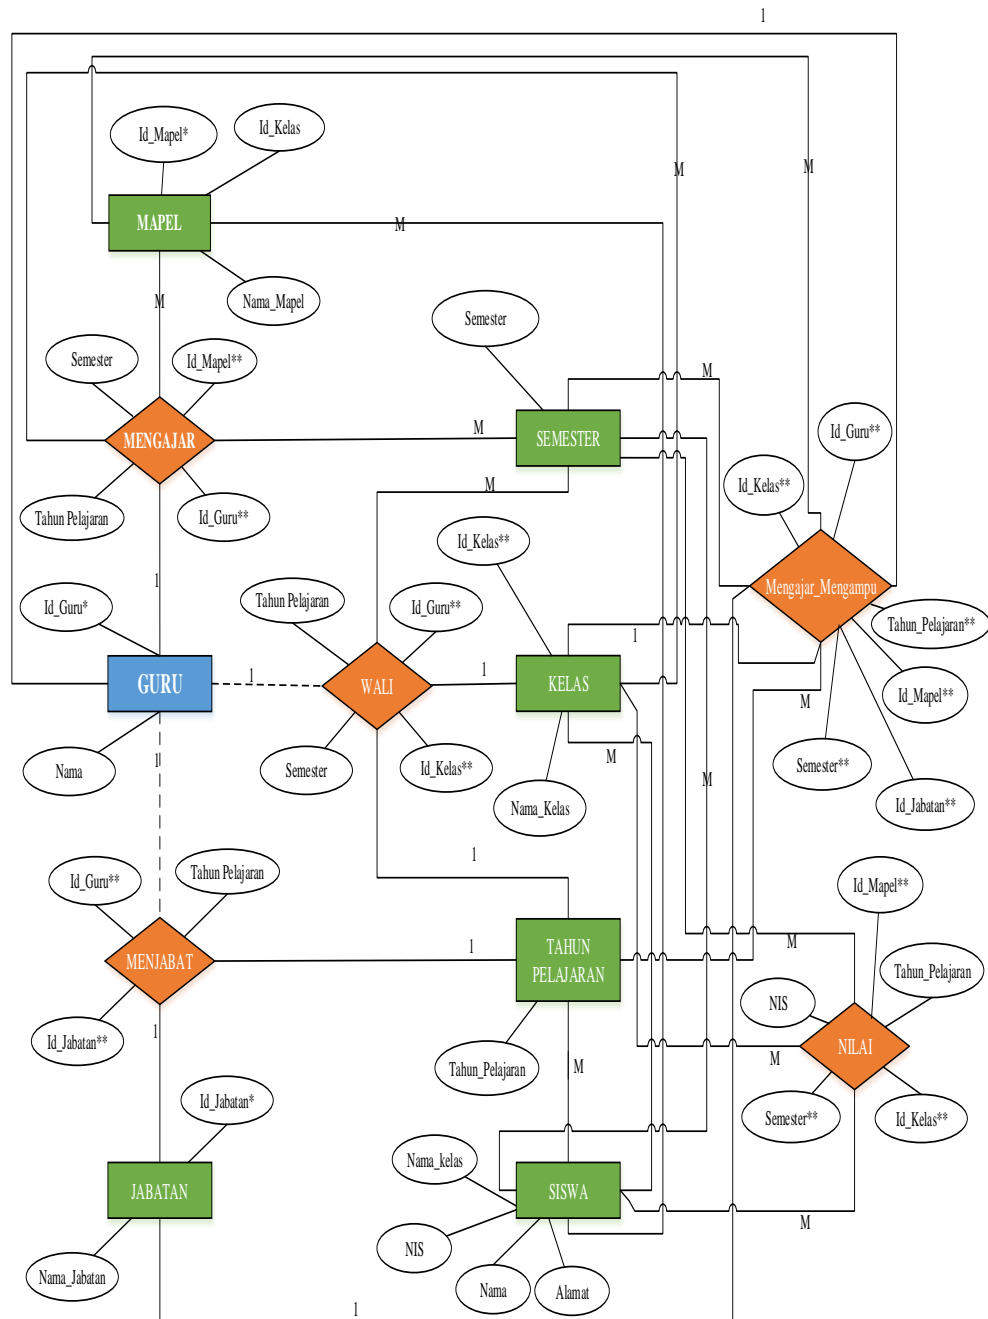 1
Id_Mapel*
Id_Kelas
M
M
MAPEL
M
Nama_Mapel
M
Semester
Semester
Id_Mapel**
M
Id_Guru**
MENGAJAR
M
SEMESTER
Id_Kelas**
M
Tahun Pelajaran
Id_Guru**
Id_Kelas**
1
Mengajar_Mengampu
Id_Guru*
Tahun Pelajaran
Id_Guru**
Tahun_Pelajaran**
1
GURU
1
WALI
1
KELAS
Id_Mapel**
M
Nama
1
Semester
Id_Kelas**
M
Semester**
M
Nama_Kelas
Id_Jabatan**
1
Id_Guru**
Tahun Pelajaran
Id_Mapel**
MENJABAT
1
TAHUN
PELAJARAN
M
Tahun_Pelajaran
NIS
Id_Jabatan**
1
NILAI
Tahun_Pelajaran
M
M
Id_Jabatan*
Semester**
Id_Kelas**
Nama_kelas
JABATAN
SISWA
M
NIS
Nama_Jabatan
Nama
Alamat
1